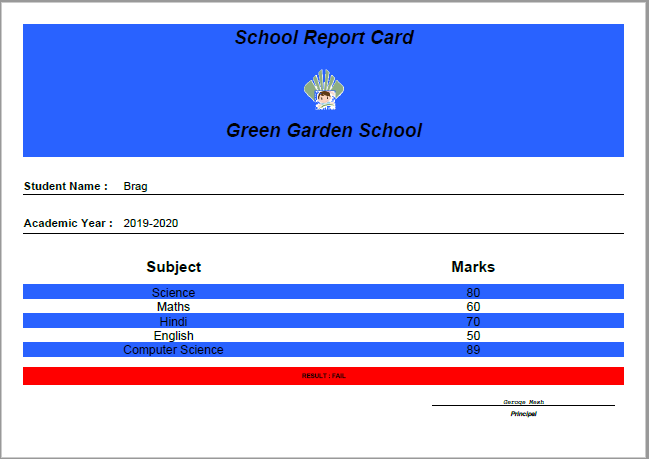 School Report Card
Green Garden School
Student Name : Brag
Academic Year : 2019-2020
Subject Marks
Science 80
Maths 60
Hindi 70
English 50
Computer Science 89
RESULT : FAIL
Geroge Mash
Principal